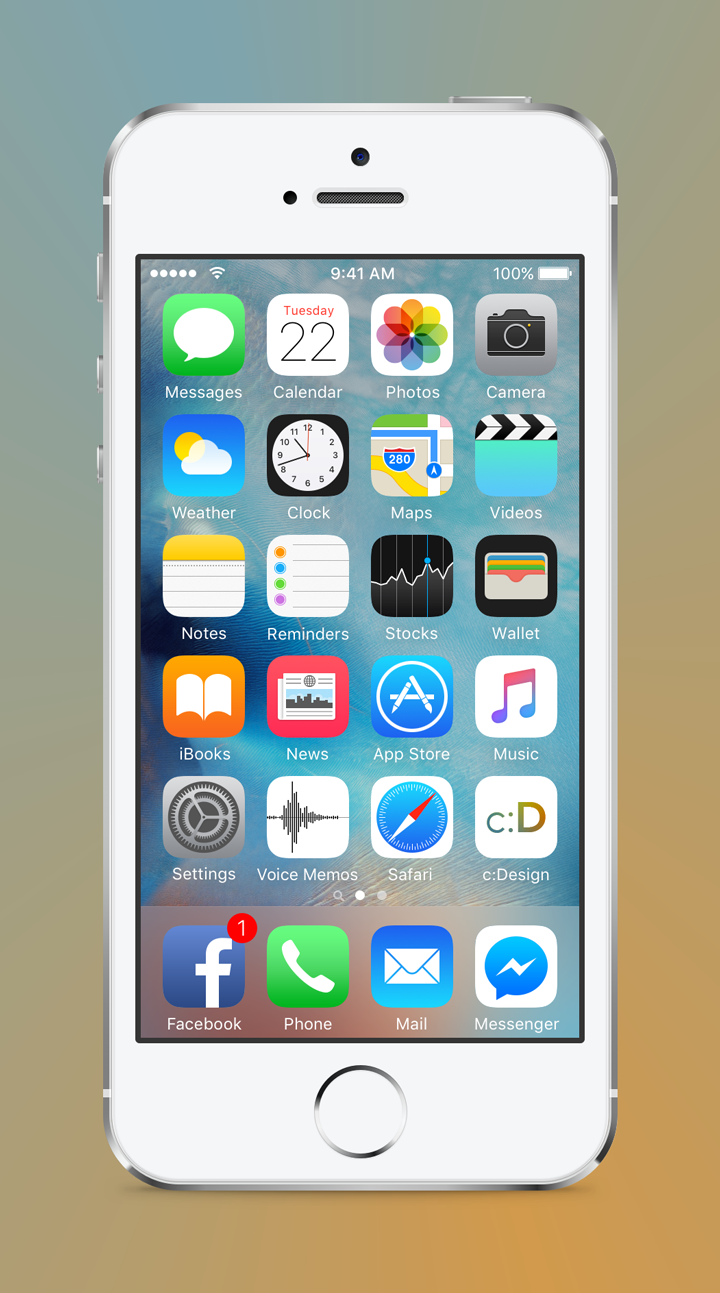 9:41 AM 100%
Tuesday
22
Messages Calendar Photos Camera
11 12 1
10 2
9 3
8 4
7 6 5
280
Weather Clock Maps Videos
Notes Reminders Stocks Wallet
iBooks News App Store Music
c:D
Settings Voice Memos Safari c:Design
1
f
Facebook Phone Mail Messenger